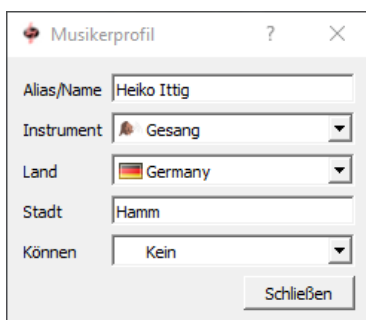 Musikerprofil ?
Alias/Name Heiko Ittig
Instrument Gesang
Land Germany
Stadt Hamm
Können Kein
Schließen